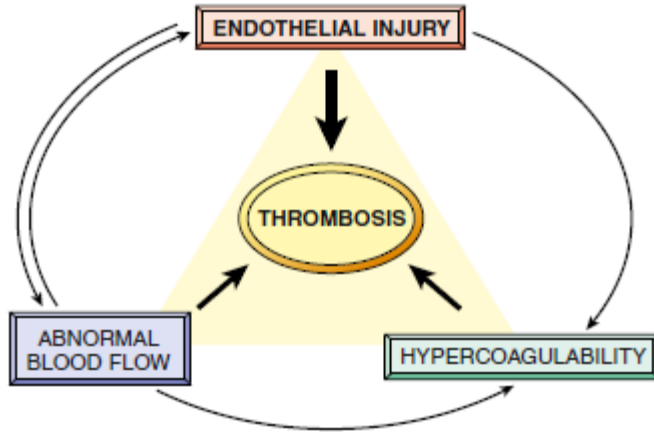 ENDOTHELIAL INJURY
THROMBOSIS
ABNORMAL
BLOOD FLOW
HYPERCOAGULABILITY